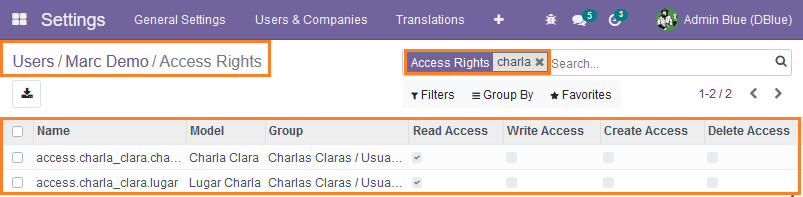 Settings General Settings Users & Companies Translations + 5 3 Admin Blue (DBlue)
Users / Marc Demo / Access Rights
Access Rights charla × Search...
Filters Group By Favorites 1-2 / 2
Name Model Group Read Access Write Access Create Access Delete Access
access.charla_clara.cha... Charla Clara Charlas Claras / Usua...
access.charla_clara.lugar Lugar Charla Charlas Claras / Usua...